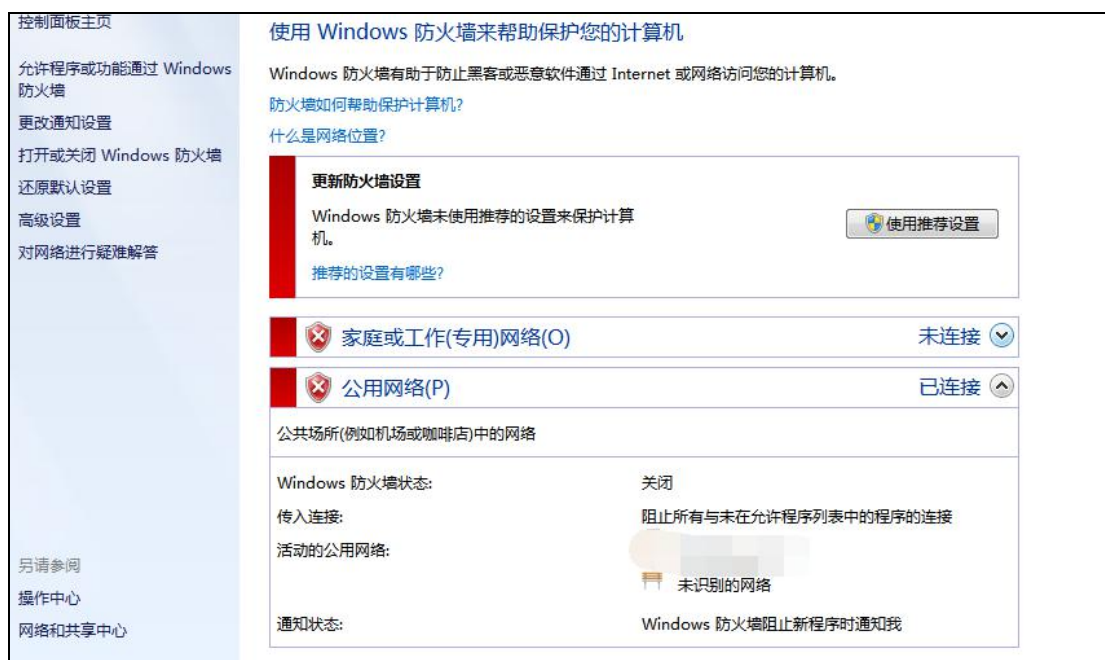 控制面板主页
允许程序或功能通过 Windows
防火墙
更改通知设置
打开或关闭 Windows 防火墙
还原默认设置
高级设置
对网络进行疑难解答
另请参阅
操作中心
网络和共享中心
使用 Windows 防火墙来帮助保护您的计算机
Windows 防火墙有助于防止黑客或恶意软件通过 Internet 或网络访问您的计算机。
防火墙如何帮助保护计算机?
什么是网络位置?
更新防火墙设置
Windows 防火墙未使用推荐的设置来保护计算
机。
使用推荐设置
推荐的设置有哪些?
家庭或工作(专用)网络(O) 未连接
公用网络(P) 已连接
公共场所(例如机场或咖啡店)中的网络
Windows 防火墙状态: 关闭
传入连接: 阻止所有与未在允许程序列表中的程序的连接
活动的公用网络:
未识别的网络
通知状态: Windows 防火墙阻止新程序时通知我